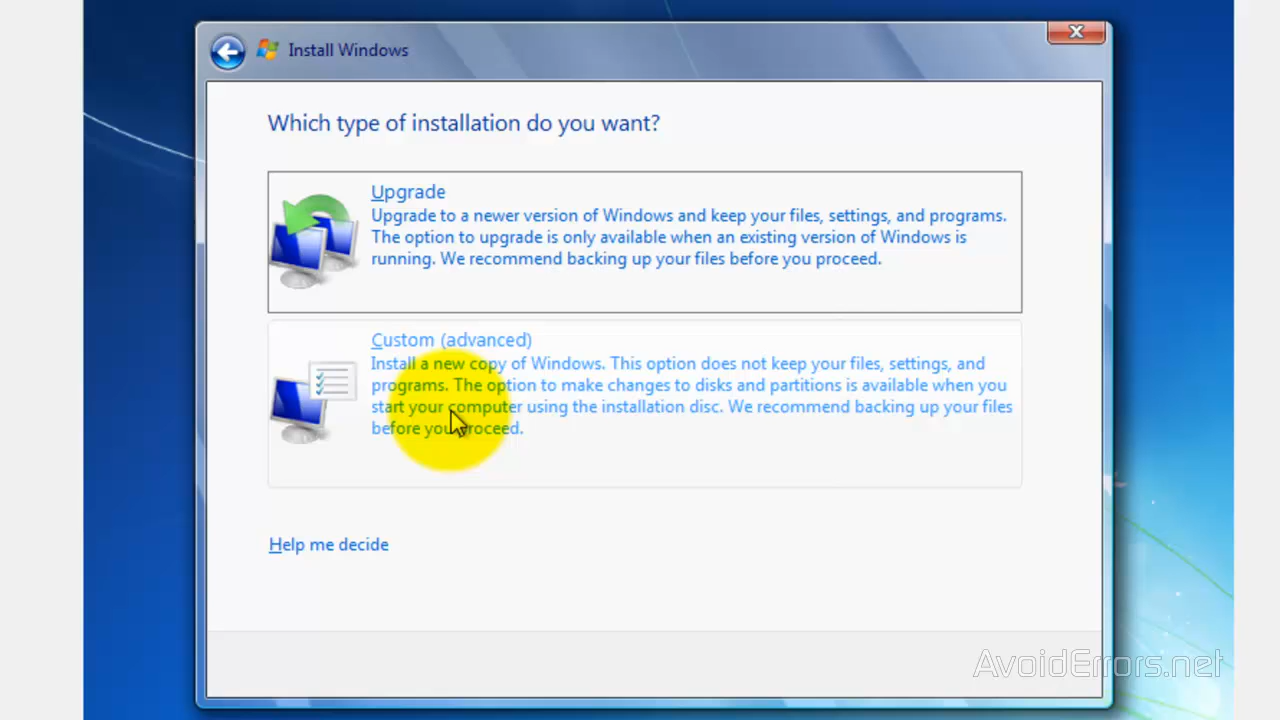 Install Windows
Which type of installation do you want?
Upgrade
Upgrade to a newer version of Windows and keep your files, settings, and programs.
The option to upgrade is only available when an existing version of Windows is
running. We recommend backing up your files before you proceed.
Custom (advanced)
Install a new copy of Windows. This option does not keep your files, settings, and
programs. The option to make changes to disks and partitions is available when you
start your computer using the installation disc. We recommend backing up your files
before you proceed.
Help me decide
AvoidErrors.net